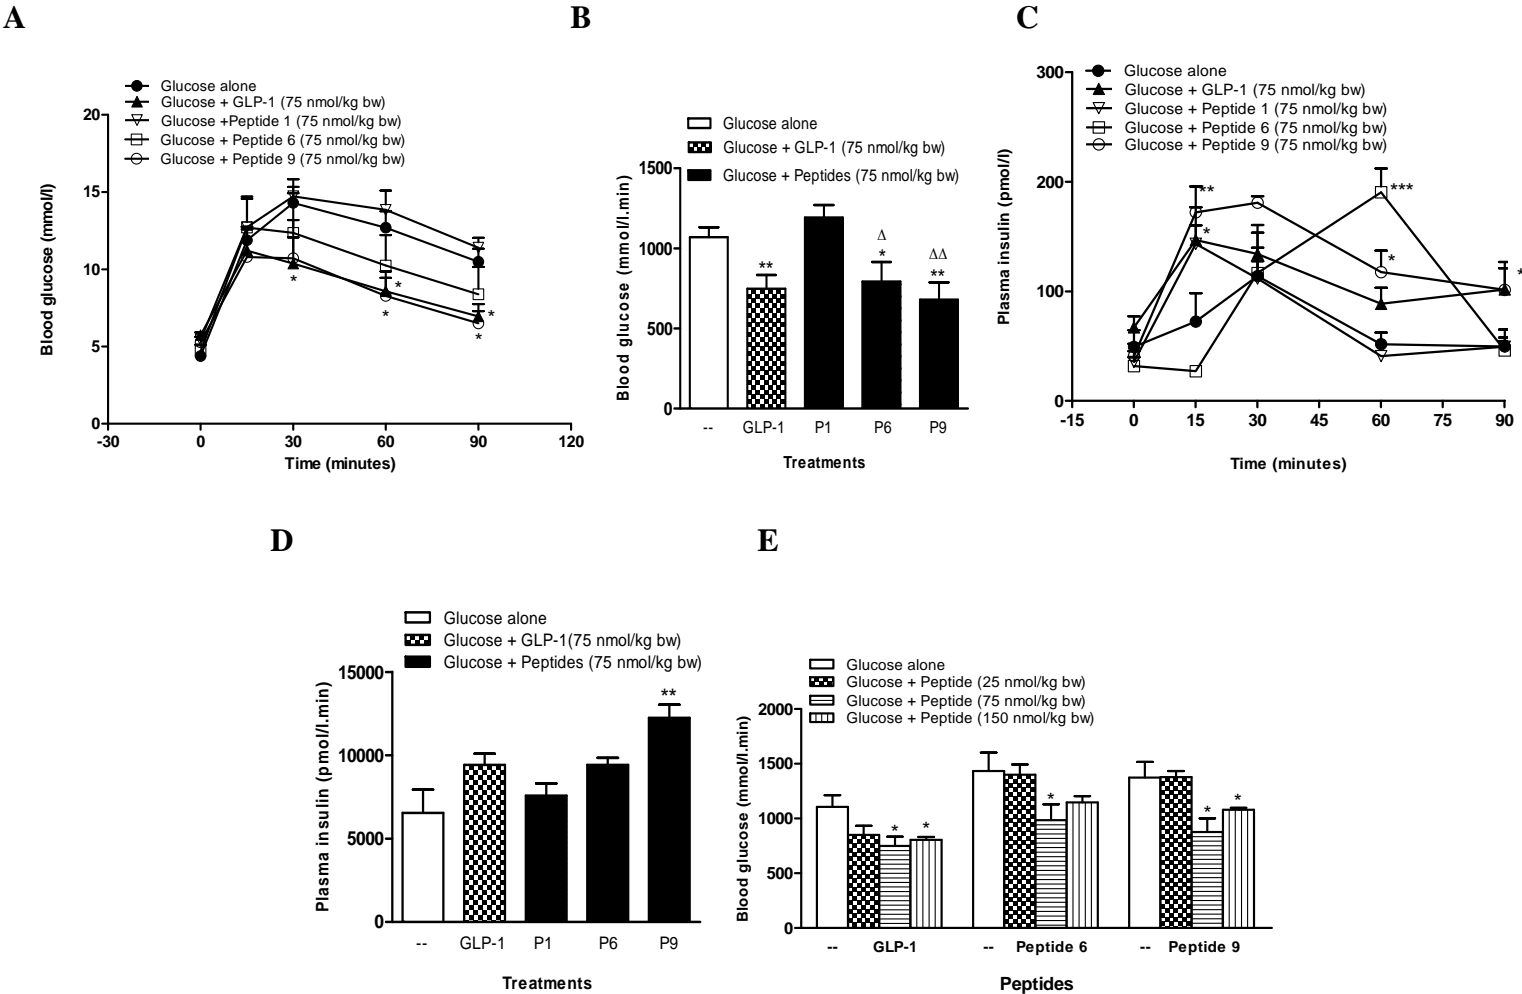 A
Glucose alone
Glucose + GLP-1 (75 nmol/kg bw)
Glucose +Peptide 1 (75 nmol/kg bw)
Glucose + Peptide 6 (75 nmol/kg bw)
Glucose + Peptide 9 (75 nmol/kg bw)
Blood glucose (mmol/l)
20
15
10
5
0
* * * * *
-30 0 30 60 90 120
Time (minutes)
B
Glucose alone
Glucose + GLP-1 (75 nmol/kg bw)
Glucose + Peptides (75 nmol/kg bw)
Blood glucose (mmol/l.min)
1500
1000
500
0
Δ ΔΔ
** * **
-- GLP-1 P1 P6 P9
Treatments
C
Glucose alone
Glucose + GLP-1 (75 nmol/kg bw)
Glucose + Peptide 1 (75 nmol/kg bw)
Glucose + Peptide 6 (75 nmol/kg bw)
Glucose + Peptide 9 (75 nmol/kg bw)
Plasma insulin (pmol/l)
300
200
100
0
** * *** * *
-15 0 15 30 45 60 75 90
Time (minutes)
D
Glucose alone
Glucose + GLP-1(75 nmol/kg bw)
Glucose + Peptides (75 nmol/kg bw)
Plasma insulin (pmol/l.min)
15000
10000
5000
0
**
-- GLP-1 P1 P6 P9
Treatments
E
Glucose alone
Glucose + Peptide (25 nmol/kg bw)
Glucose + Peptide (75 nmol/kg bw)
Glucose + Peptide (150 nmol/kg bw)
Blood glucose (mmol/l.min)
2000
1500
1000
500
0
* * * * *
-- GLP-1 -- Peptide 6 -- Peptide 9
Peptides